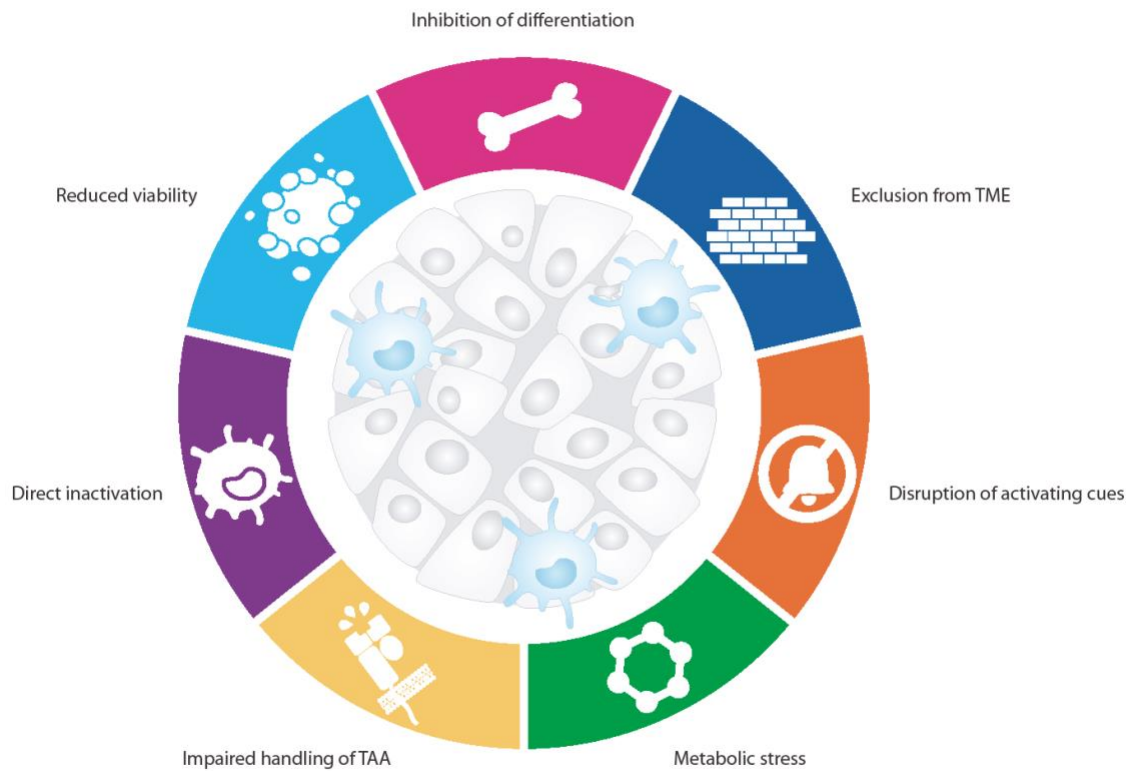 Inhibition of differentiation
Reduced viability
Exclusion from TME
Direct inactivation
Disruption of activating cues
Impaired handling of TAA
Metabolic stress